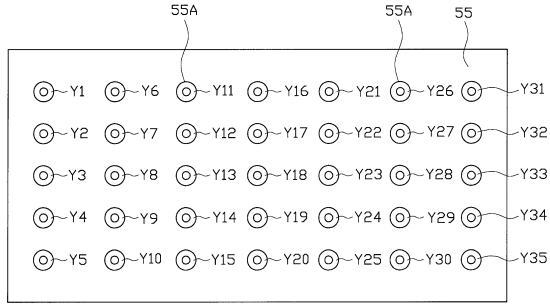 55A 55A 55
Y1 Y6 Y11 Y16 Y21 Y26 Y31
Y2 Y7 Y12 Y17 Y22 Y27 Y32
Y3 Y8 Y13 Y18 Y23 Y28 Y33
Y4 Y9 Y14 Y19 Y24 Y29 Y34
Y5 Y10 Y15 Y20 Y25 Y30 Y35